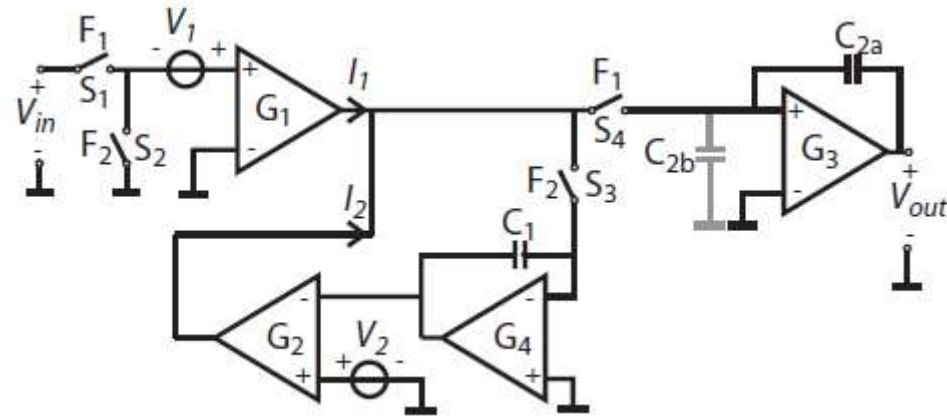 F1
V1
- +
S1
+
Vin
-
F2
S2
+
-
G1
I1
F1
S4
C2a
C2b
+
-
G3
+
Vout
-
F2
S3
I2
C1
G2
-
+
V2
+ -
G4
-
+